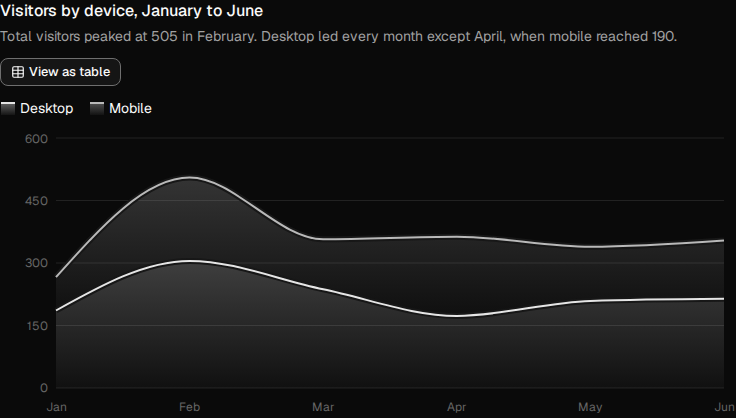 Visitors by device, January to June
Total visitors peaked at 505 in February. Desktop led every month except April, when mobile reached 190.
View as table
Desktop Mobile
600
450
300
150
0
Jan Feb Mar Apr May Jun